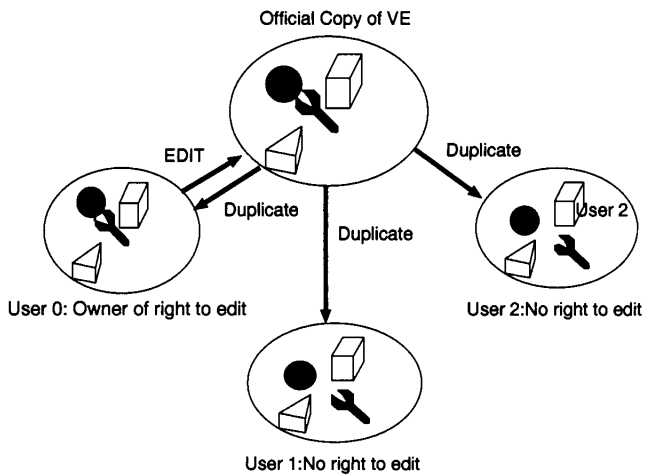 Official Copy of VE
EDIT
Duplicate
Duplicate
Duplicate
User 2
User 0: Owner of right to edit
User 2:No right to edit
User 1:No right to edit